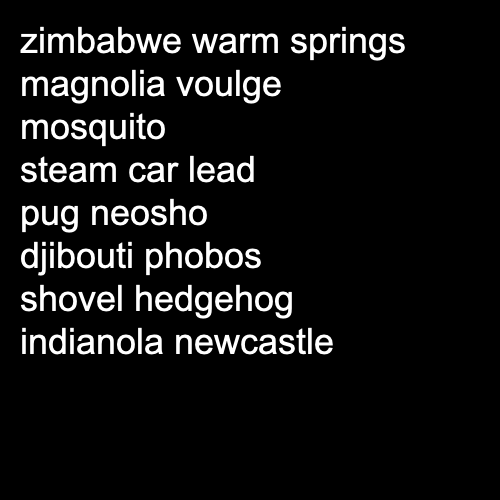 zimbabwe warm springs
magnolia voulge
mosquito
steam car lead
pug neosho
djibouti phobos
shovel hedgehog
indianola newcastle